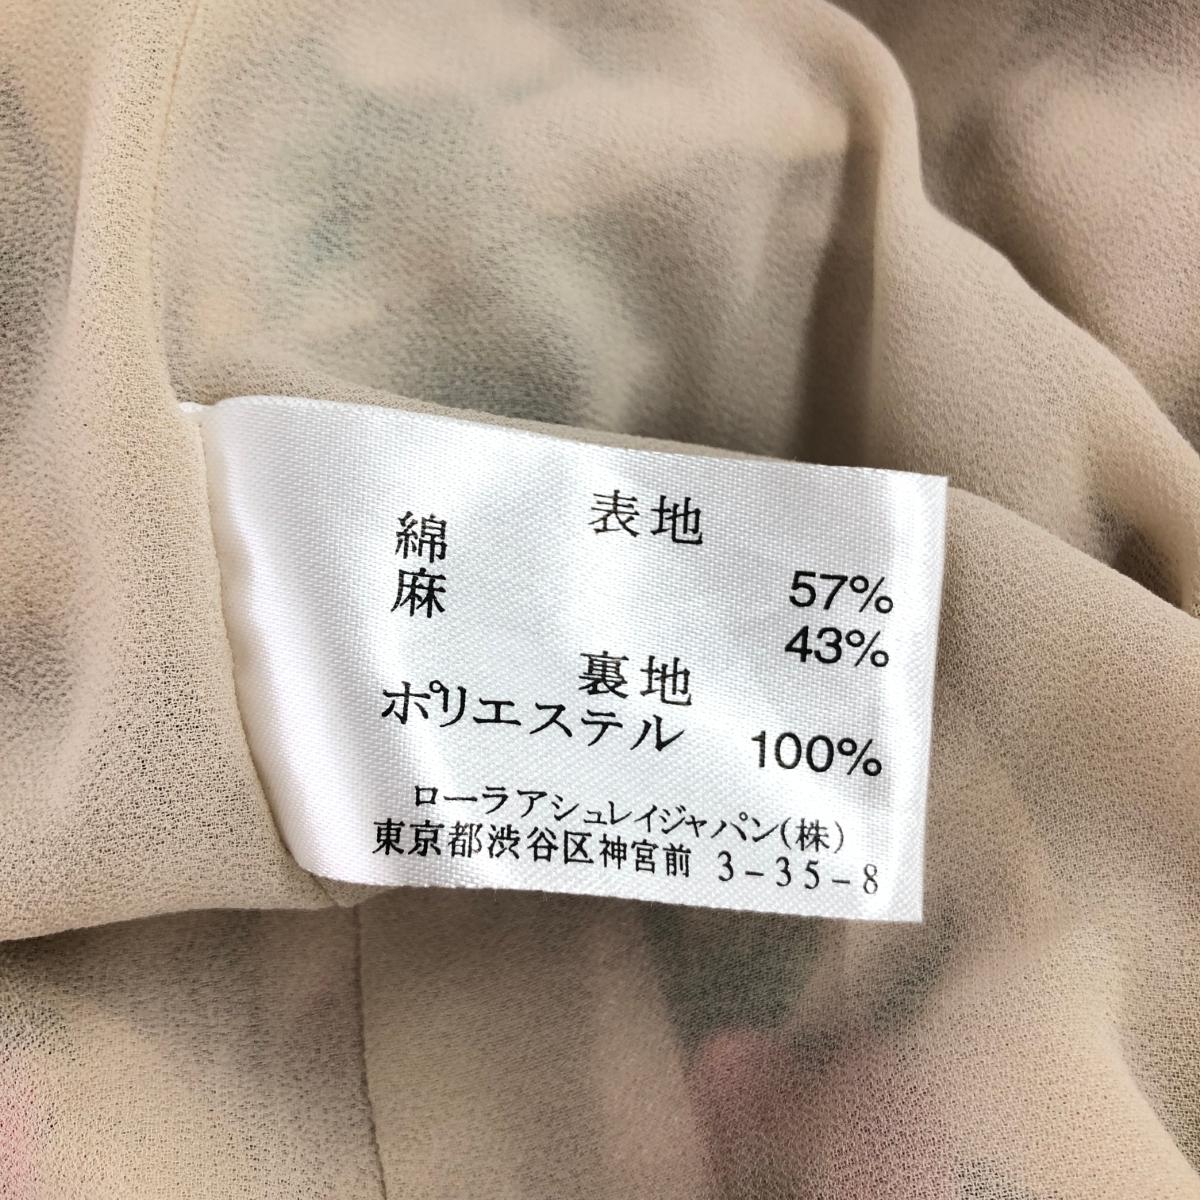 表地
綿 57%
麻 43%
裏地
ポリエステル 100%
ローラアシュレイジャパン(株)
東京都渋谷区神宮前 3-35-8